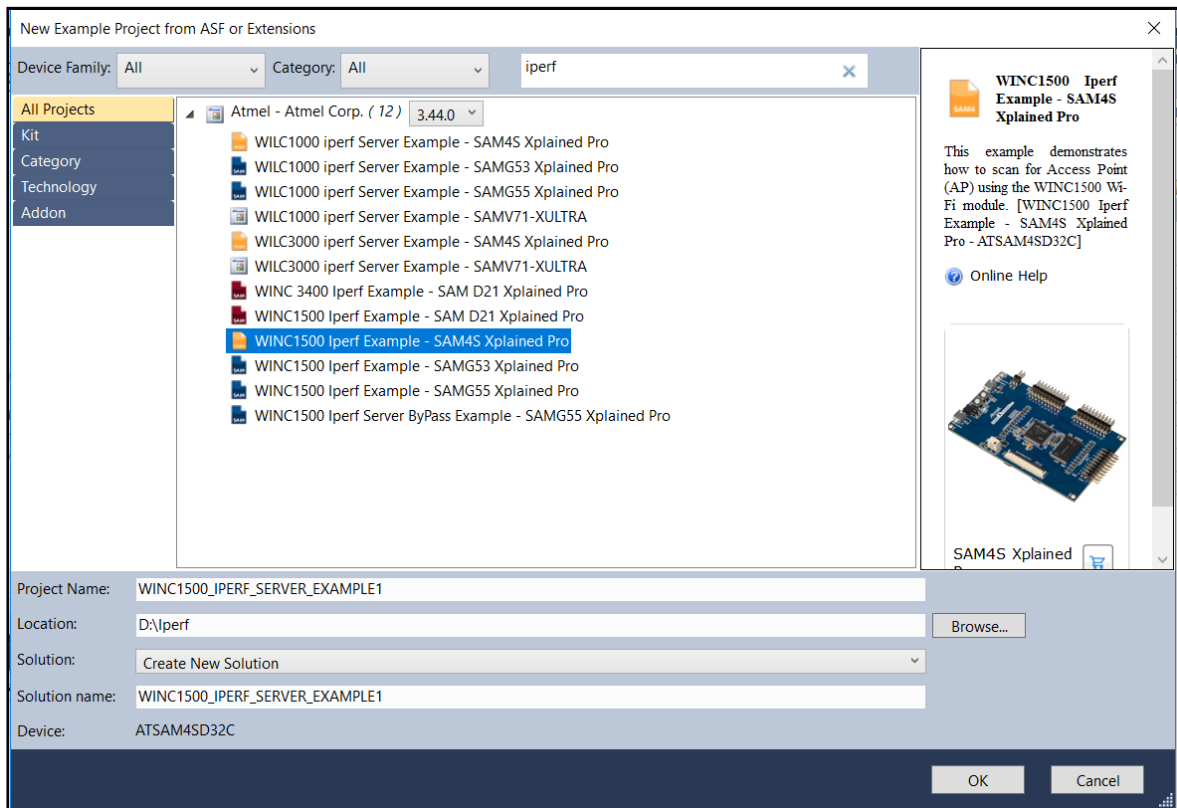 New Example Project from ASF or Extensions
Device Family: All Category: All iperf
All Projects
Kit
Category
Technology
Addon
Atmel - Atmel Corp. ( 12 ) 3.44.0
WILC1000 iperf Server Example - SAM4S Xplained Pro
WILC1000 iperf Server Example - SAMG53 Xplained Pro
WILC1000 iperf Server Example - SAMG55 Xplained Pro
WILC1000 iperf Server Example - SAMV71-XULTRA
WILC3000 iperf Server Example - SAM4S Xplained Pro
WILC3000 iperf Server Example - SAMV71-XULTRA
WINC 3400 Iperf Example - SAM D21 Xplained Pro
WINC1500 Iperf Example - SAM D21 Xplained Pro
WINC1500 Iperf Example - SAM4S Xplained Pro
WINC1500 Iperf Example - SAMG53 Xplained Pro
WINC1500 Iperf Example - SAMG55 Xplained Pro
WINC1500 Iperf Server ByPass Example - SAMG55 Xplained Pro
WINC1500 Iperf
Example - SAM4S
Xplained Pro
This example demonstrates
how to scan for Access Point
(AP) using the WINC1500 Wi-
Fi module. [WINC1500 Iperf
Example - SAM4S Xplained
Pro - ATSAM4SD32C]
Online Help
SAM4S Xplained
Project Name: WINC1500_IPERF_SERVER_EXAMPLE1
Location: D:\Iperf Browse...
Solution: Create New Solution
Solution name: WINC1500_IPERF_SERVER_EXAMPLE1
Device: ATSAM4SD32C
OK Cancel